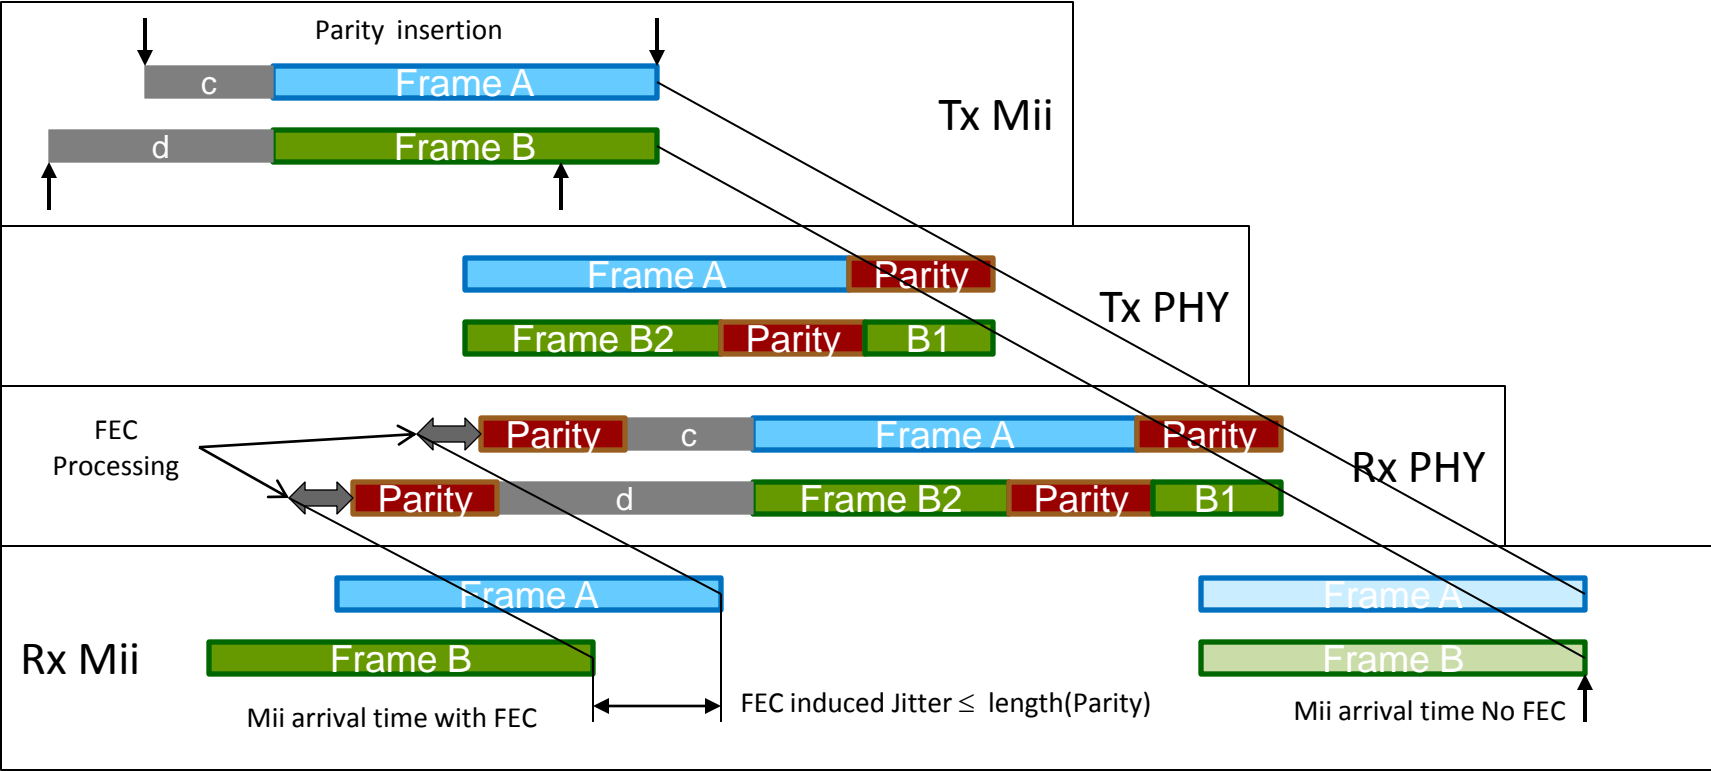 Parity insertion
c
Frame A
Tx Mii
d
Frame B
Frame A
Parity
Tx PHY
Frame B2
Parity
B1
FEC
Processing
Parity
c
Frame A
Parity
Rx PHY
Parity
d
Frame B2
Parity
B1
Frame A
Frame A
Rx Mii
Frame B
Frame B
Mii arrival time with FEC
FEC induced Jitter ≤ length(Parity)
Mii arrival time No FEC